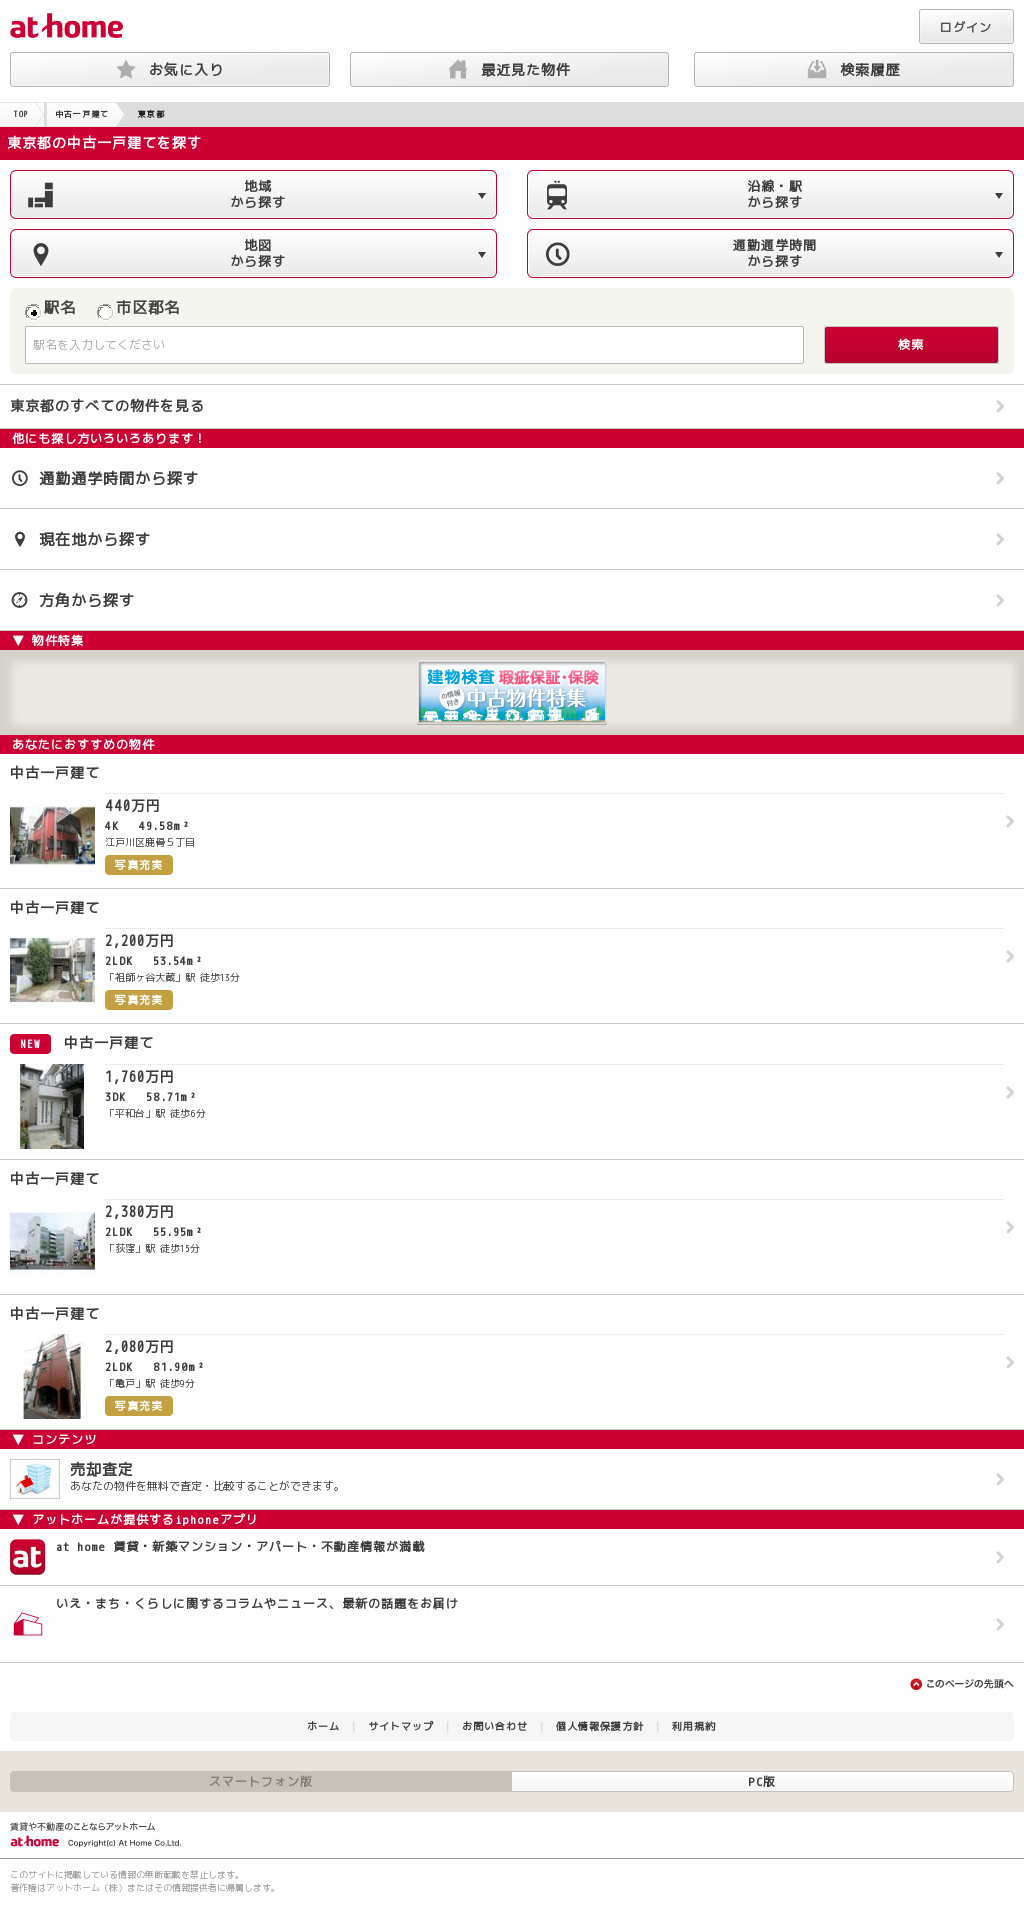 at home
ログイン
お気に入り
最近見た物件
検索履歴
TOP 中古一戸建て 東京都
東京都の中古一戸建てを探す
地域
から探す
沿線・駅
から探す
地図
から探す
通勤通学時間
から探す
駅名 市区郡名
駅名を入力してください
検索
東京都のすべての物件を見る
他にも探し方いろいろあります！
通勤通学時間から探す
現在地から探す
方角から探す
▼ 物件特集
建物検査 瑕疵保証・保険
の情報付き 中古物件特集
あなたにおすすめの物件
中古一戸建て
440万円
4K 49.58m²
江戸川区鹿骨５丁目
写真充実
中古一戸建て
2,200万円
2LDK 53.54m²
「祖師ヶ谷大蔵」駅 徒歩13分
写真充実
NEW 中古一戸建て
1,760万円
3DK 58.71m²
「平和台」駅 徒歩6分
中古一戸建て
2,380万円
2LDK 55.95m²
「荻窪」駅 徒歩15分
中古一戸建て
2,080万円
2LDK 81.90m²
「亀戸」駅 徒歩9分
写真充実
▼ コンテンツ
売却査定
あなたの物件を無料で査定・比較することができます。
▼ アットホームが提供するiphoneアプリ
at
at home 賃貸・新築マンション・アパート・不動産情報が満載
いえ・まち・くらしに関するコラムやニュース、最新の話題をお届け
このページの先頭へ
ホーム | サイトマップ | お問い合わせ | 個人情報保護方針 | 利用規約
スマートフォン版
PC版
賃貸や不動産のことならアットホーム
at home Copyright(c) At Home Co,Ltd.
このサイトに掲載している情報の無断転載を禁止します。
著作権はアットホーム（株）またはその情報提供者に帰属します。